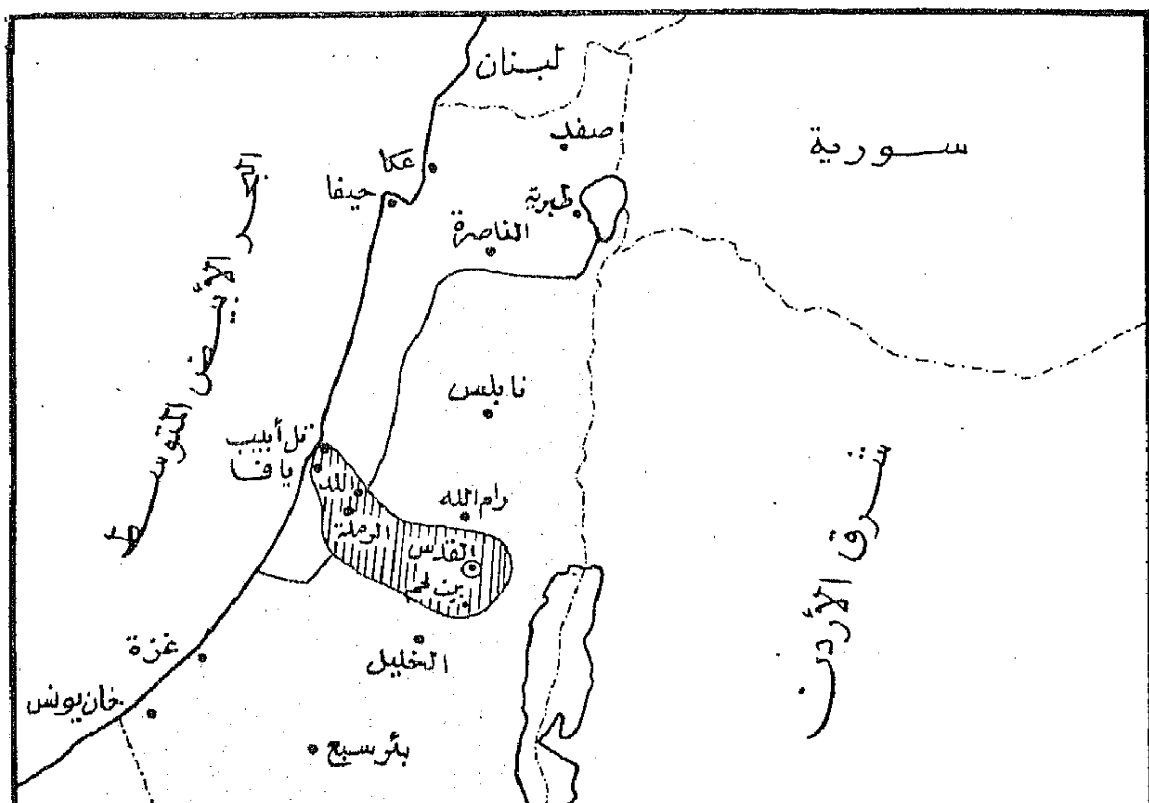 لبنان
صفد
سورية
عكا
حيفا
طبرية
الناصرة
البحر الأبيض المتوسط
نابلس
تل أبيب
يافا
اللد
الرملة
رام الله
القدس
بيت لحم
شرق الأردن
الخليل
غزة
خان يونس
بئر سبع